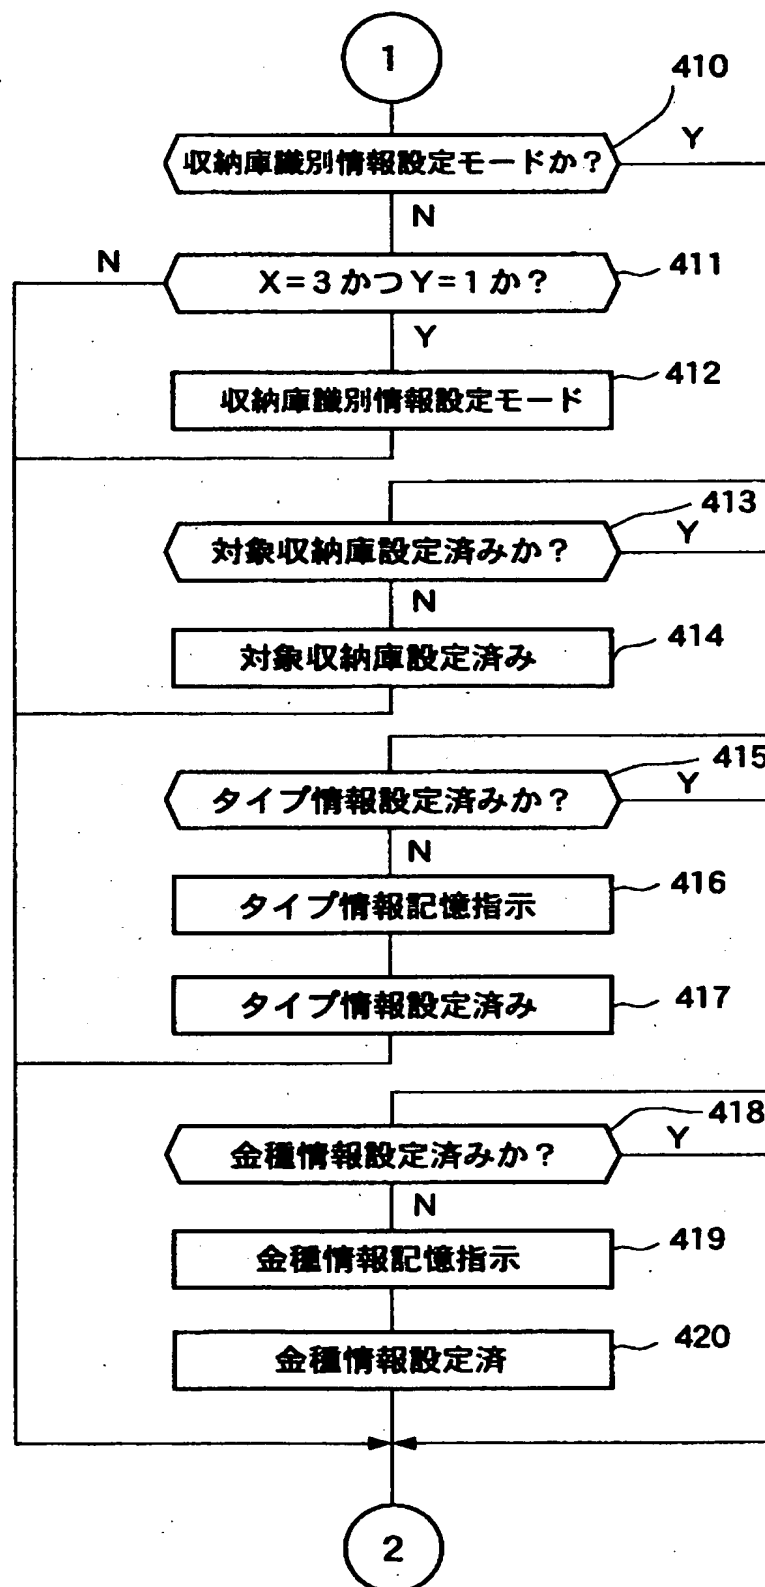 1
410
収納庫識別情報設定モードか？
Y
N
N
X=3かつY=1か？
411
Y
412
収納庫識別情報設定モード
413
対象収納庫設定済みか？
Y
N
対象収納庫設定済み
414
415
タイプ情報設定済みか？
Y
N
タイプ情報記憶指示
416
タイプ情報設定済み
417
418
金種情報設定済みか？
Y
N
金種情報記憶指示
419
金種情報設定済
420
2